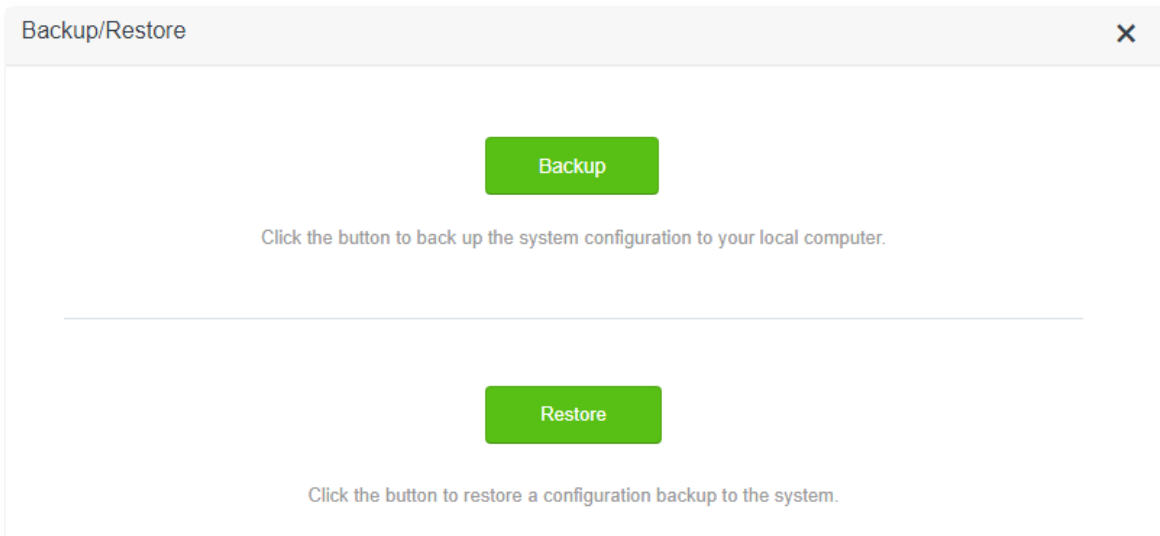 Backup/Restore
Backup
Click the button to back up the system configuration to your local computer.
Restore
Click the button to restore a configuration backup to the system.